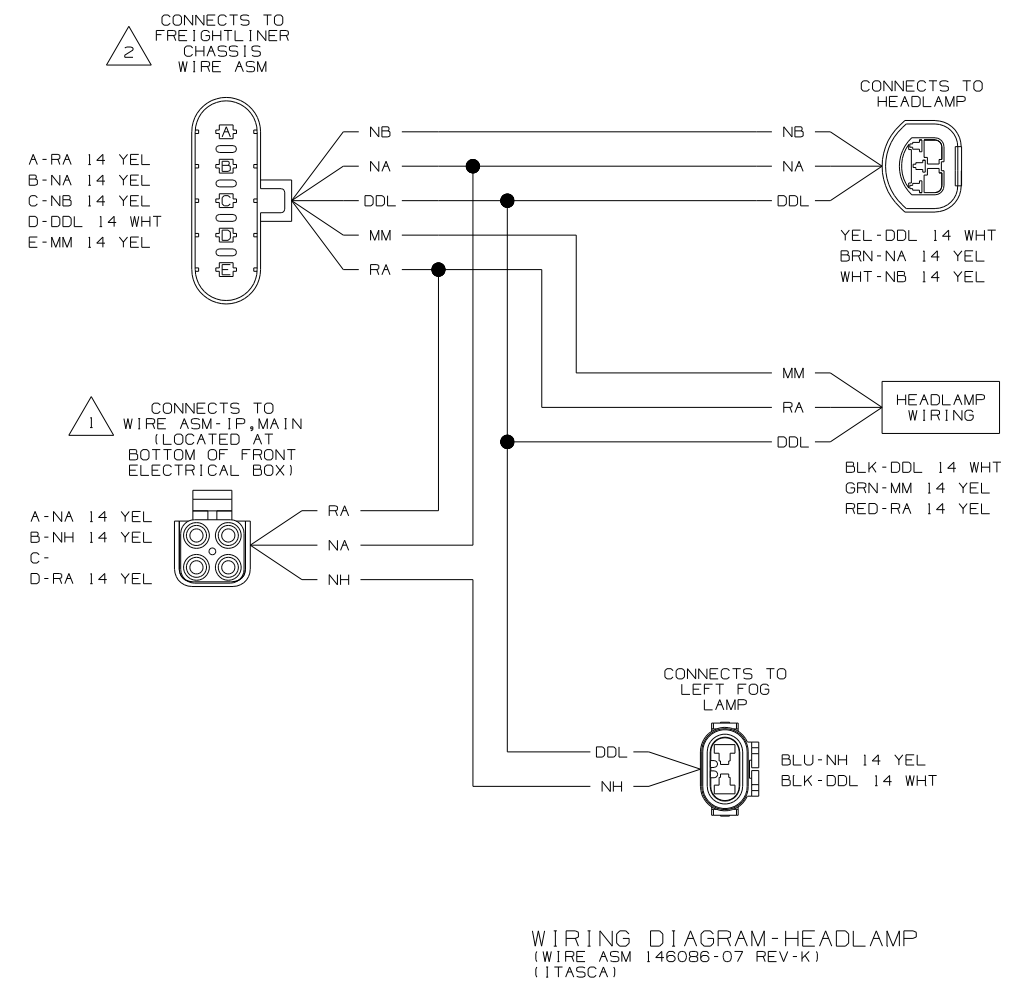 CONNECTS TO
FREIGHTLINER
CHASSIS
WIRE ASM
2
A
B
C
D
E
A-RA 14 YEL
B-NA 14 YEL
C-NB 14 YEL
D-DDL 14 WHT
E-MM 14 YEL
NB
NA
DDL
MM
RA
NB
NA
DDL
CONNECTS TO
HEADLAMP
YEL-DDL 14 WHT
BRN-NA 14 YEL
WHT-NB 14 YEL
MM
RA
DDL
HEADLAMP
WIRING
BLK-DDL 14 WHT
GRN-MM 14 YEL
RED-RA 14 YEL
1
CONNECTS TO
WIRE ASM-IP,MAIN
(LOCATED AT
BOTTOM OF FRONT
ELECTRICAL BOX)
A-NA 14 YEL
B-NH 14 YEL
C-
D-RA 14 YEL
RA
NA
NH
CONNECTS TO
LEFT FOG
LAMP
DDL
NH
BLU-NH 14 YEL
BLK-DDL 14 WHT
WIRING DIAGRAM-HEADLAMP
(WIRE ASM 146086-07 REV-K)
(ITASCA)